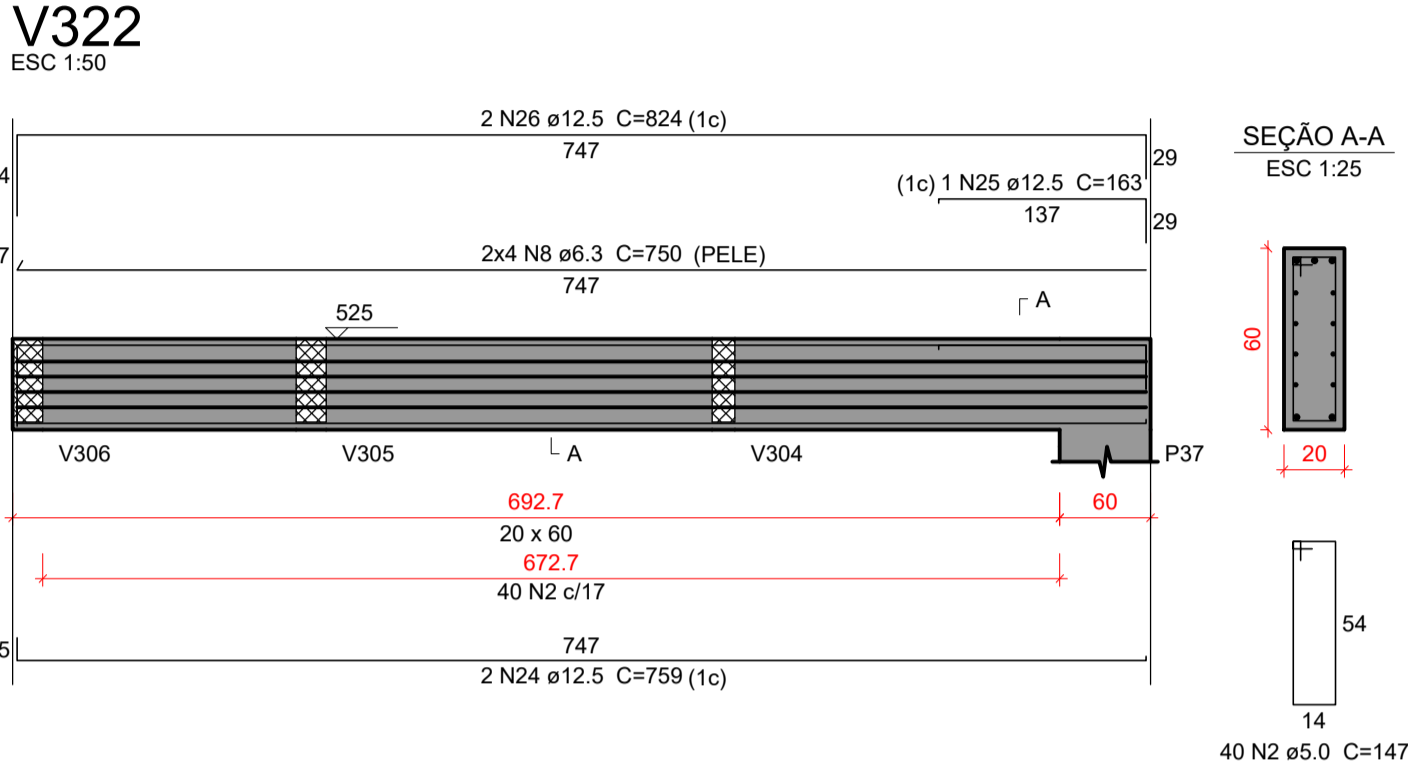 V322
ESC 1:50
2 N26 ø12.5 C=824 (1c)
747
29
4
(1c) 1 N25 ø12.5 C=163
137
29
7
2x4 N8 ø6.3 C=750 (PELE)
747
A
525
V306
V305
A
V304
P37
692.7
60
20 x 60
672.7
40 N2 c/17
5
747
2 N24 ø12.5 C=759 (1c)
SEÇÃO A-A
ESC 1:25
60
20
54
14
40 N2 ø5.0 C=147